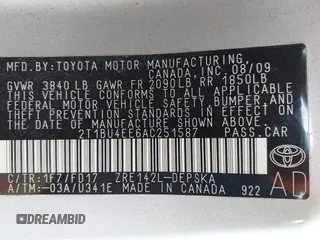 MFD.BY:TOYOTA MOTOR MANUFACTURING,
CANADA, INC. 08/09
GVWR 3840 LB GAWR FR 2090LB RR 1850LB
THIS VEHICLE CONFORMS TO ALL APPLICABLE
FEDERAL MOTOR VEHICLE SAFETY, BUMPER, AND
THEFT PREVENTION STANDARDS IN EFFECT ON
THE DATE OF MANUFACTURE SHOWN ABOVE.
2T1BU4EE6AC251587 PASS.CAR
C/TR:1F7/FD17 ZRE142L-DEPSKA
A/TM:-03A/U341E MADE IN CANADA 922
TOYOTA
AD
BID HISTORY